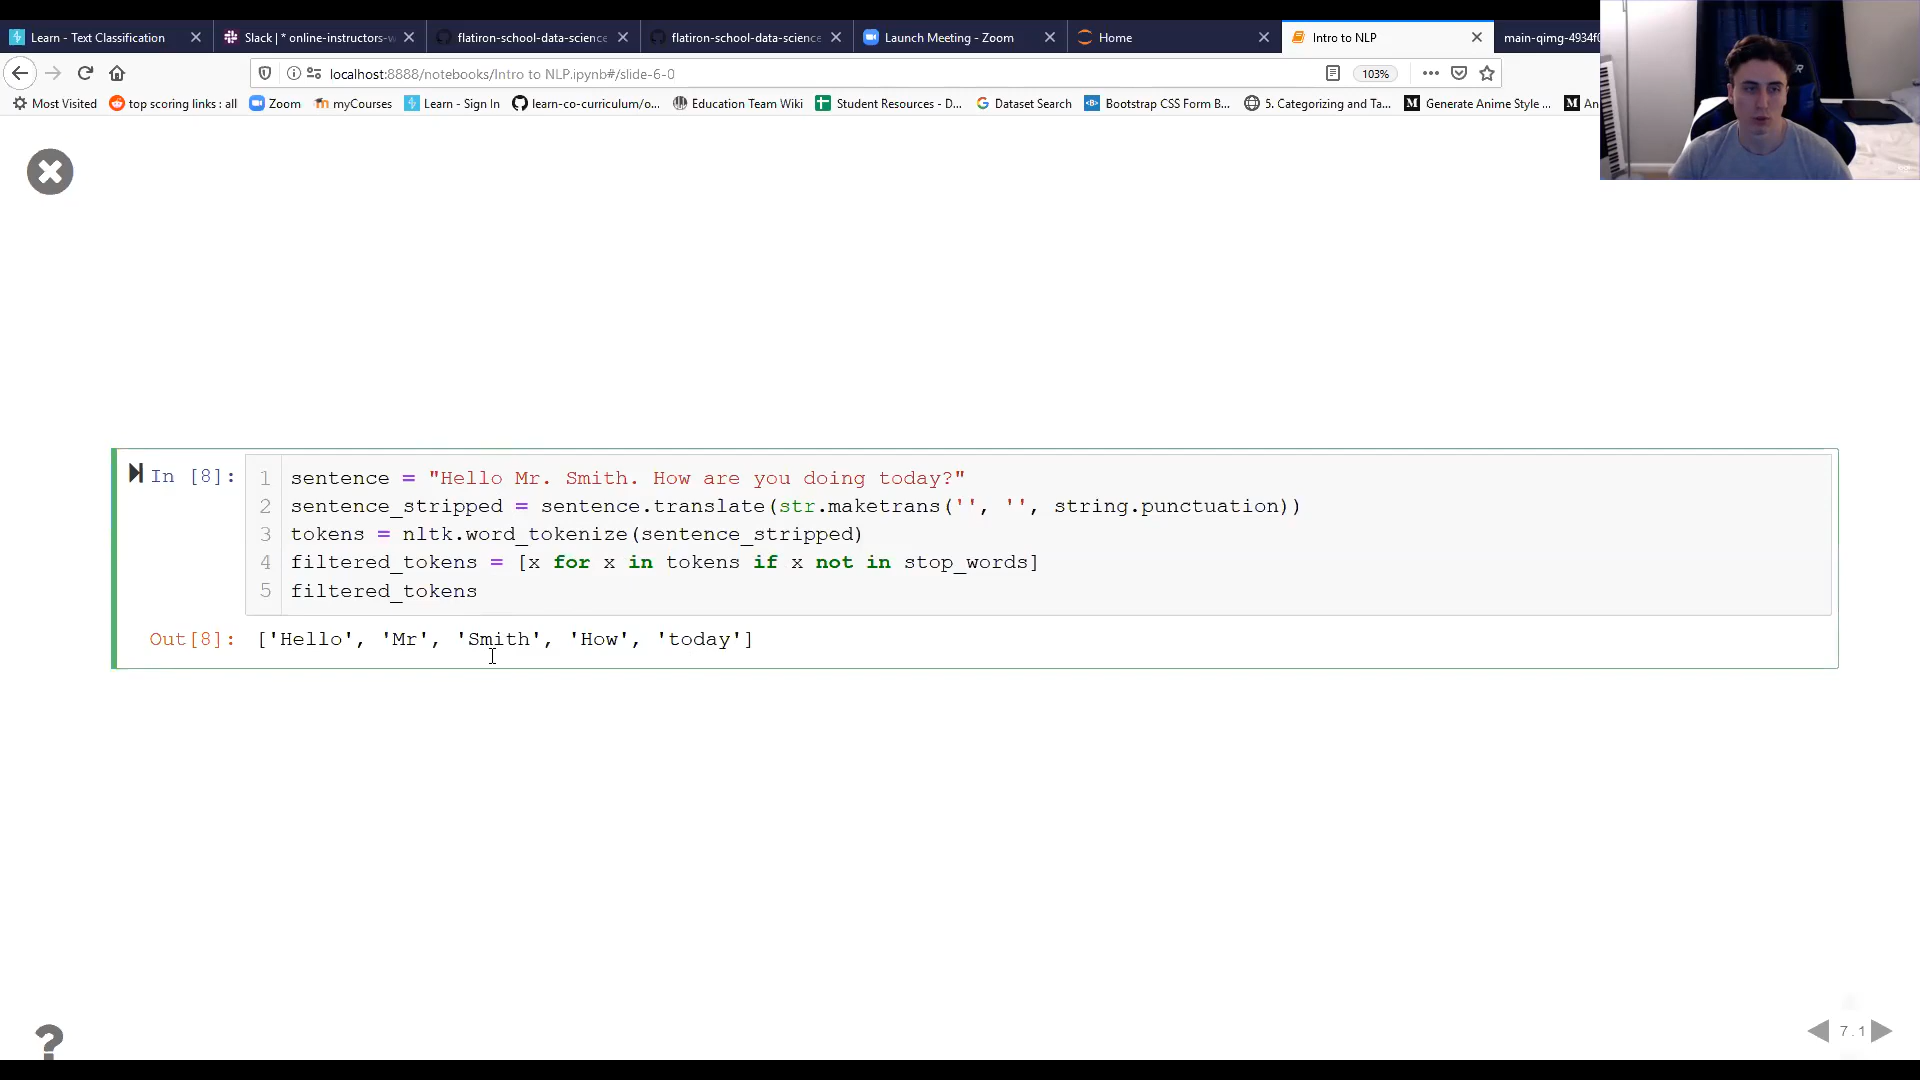 Learn - Text Classification
Slack | * online-instructors-w
flatiron-school-data-science
flatiron-school-data-science
Launch Meeting - Zoom
Home
Intro to NLP
main-qimg-4934f
localhost:8888/notebooks/Intro to NLP.ipynb#/slide-6-0
103%
Most Visited
top scoring links : all
Zoom
myCourses
Learn - Sign In
learn-co-curriculum/o...
Education Team Wiki
Student Resources - D...
Dataset Search
Bootstrap CSS Form B...
5. Categorizing and Ta...
Generate Anime Style ...
An
In [8]:
1 sentence = "Hello Mr. Smith. How are you doing today?"
2 sentence_stripped = sentence.translate(str.maketrans('', '', string.punctuation))
3 tokens = nltk.word_tokenize(sentence_stripped)
4 filtered_tokens = [x for x in tokens if x not in stop_words]
5 filtered_tokens
Out[8]: ['Hello', 'Mr', 'Smith', 'How', 'today']
?
7.1